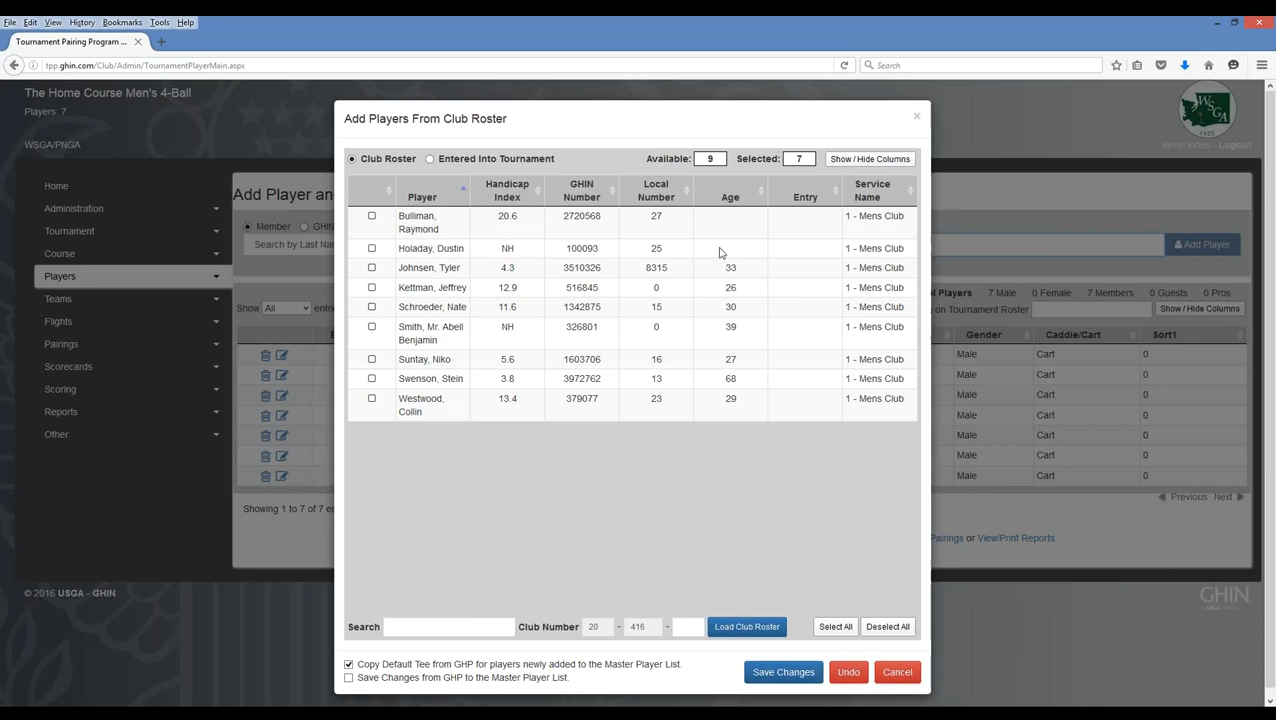 File Edit View History Bookmarks Tools Help
Tournament Pairing Program ...
tpp.ghin.com/Club/Admin/TournamentPlayerMain.aspx
Search
The Home Course Men's 4-Ball
Players: 7
WSGA/PNGA
WSGA
1922
kevin jones - Logout
Home
Administration
Tournament
Course
Players
Teams
Flights
Pairings
Scorecards
Scoring
Reports
Other
© 2016 USGA - GHIN
GHIN
Add Player and
Member GHIN
Search by Last Nam
Add Player
Show All entri
Players 7 Male 0 Female 7 Members 0 Guests 0 Pros
on Tournament Roster Show / Hide Columns
Gender Caddie/Cart Sort1
Male Cart 0
Male Cart 0
Male Cart 0
Male Cart 0
Male Cart 0
Male Cart 0
Male Cart 0
Showing 1 to 7 of 7 en
Previous Next
Pairings or View/Print Reports.
Add Players From Club Roster
Club Roster Entered Into Tournament Available: 9 Selected: 7 Show / Hide Columns
Player Handicap Index GHIN Number Local Number Age Entry Service Name
Bulliman, Raymond 20.6 2720568 27 1 - Mens Club
Holaday, Dustin NH 100093 25 1 - Mens Club
Johnsen, Tyler 4.3 3510326 8315 33 1 - Mens Club
Kettman, Jeffrey 12.9 516845 0 26 1 - Mens Club
Schroeder, Nate 11.6 1342875 15 30 1 - Mens Club
Smith, Mr. Abell Benjamin NH 326801 0 39 1 - Mens Club
Suntay, Niko 5.6 1603706 16 27 1 - Mens Club
Swenson, Stein 3.8 3972762 13 68 1 - Mens Club
Westwood, Collin 13.4 379077 23 29 1 - Mens Club
Search Club Number 20 - 416 - Load Club Roster Select All Deselect All
Copy Default Tee from GHP for players newly added to the Master Player List.
Save Changes from GHP to the Master Player List.
Save Changes Undo Cancel